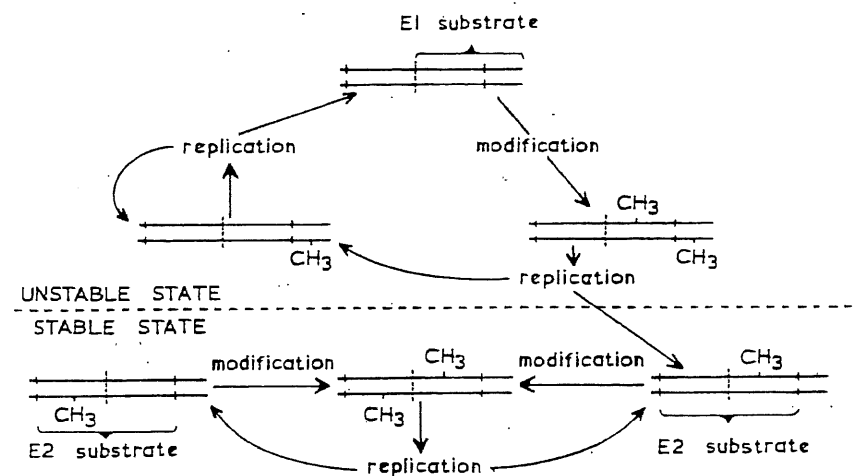 E1 substrate
replication
modification
CH3
CH3
CH3
replication
UNSTABLE STATE
STABLE STATE
modification
CH3
modification
CH3
CH3
CH3
E2 substrate
replication
E2 substrate